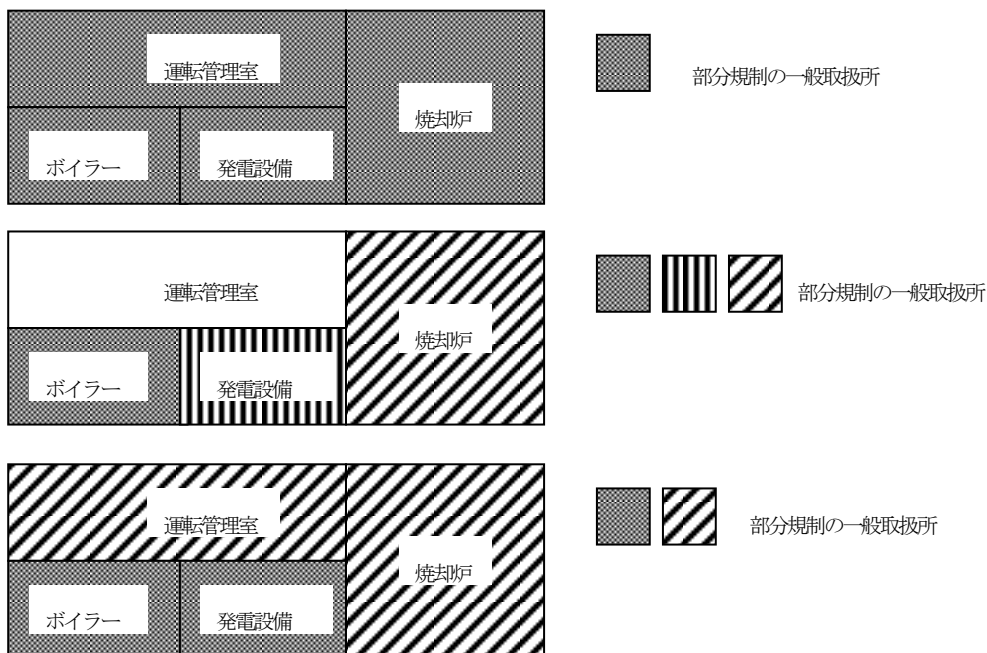 運転管理室
焼却炉
ボイラー
発電設備
部分規制の一般取扱所
運転管理室
焼却炉
ボイラー
発電設備
部分規制の一般取扱所
運転管理室
焼却炉
ボイラー
発電設備
部分規制の一般取扱所